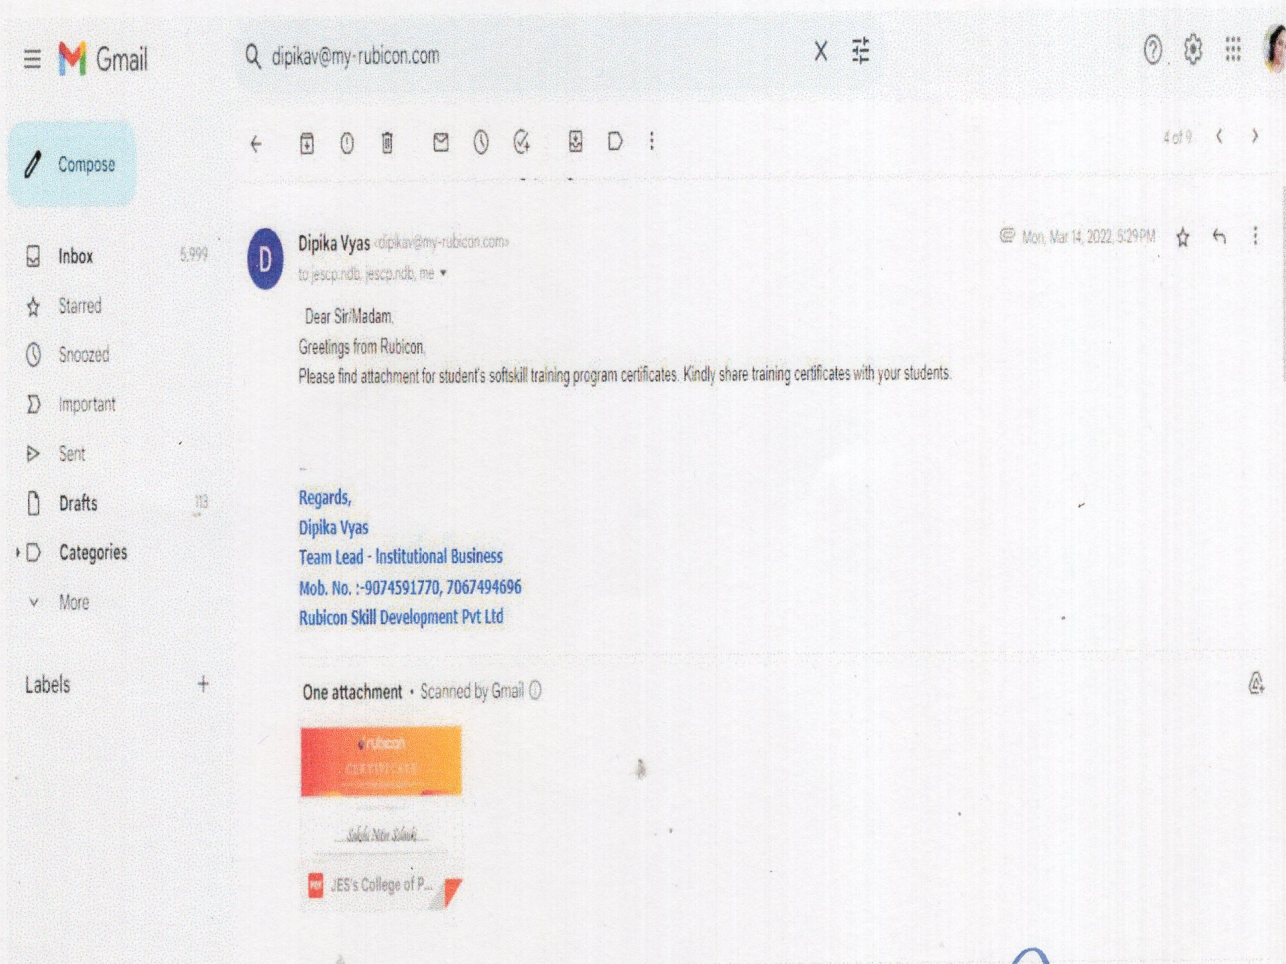 Gmail
dipikav@my-rubicon.com
Compose
4 of 9
Inbox 5,999
Starred
Snoozed
Important
Sent
Drafts 113
Categories
More
Labels
D
Dipika Vyas <dipikav@my-rubicon.com>
Mon, Mar 14, 2022, 5:29 PM
to jescp.ndb, jescp.ndb, me
Dear Sir/Madam,
Greetings from Rubicon,
Please find attachment for student's softskill training program certificates. Kindly share training certificates with your students.
--
Regards,
Dipika Vyas
Team Lead - Institutional Business
Mob. No. :-9074591770, 7067494696
Rubicon Skill Development Pvt Ltd
One attachment • Scanned by Gmail
rubicon
CERTIFICATE
PDF JES's College of P...